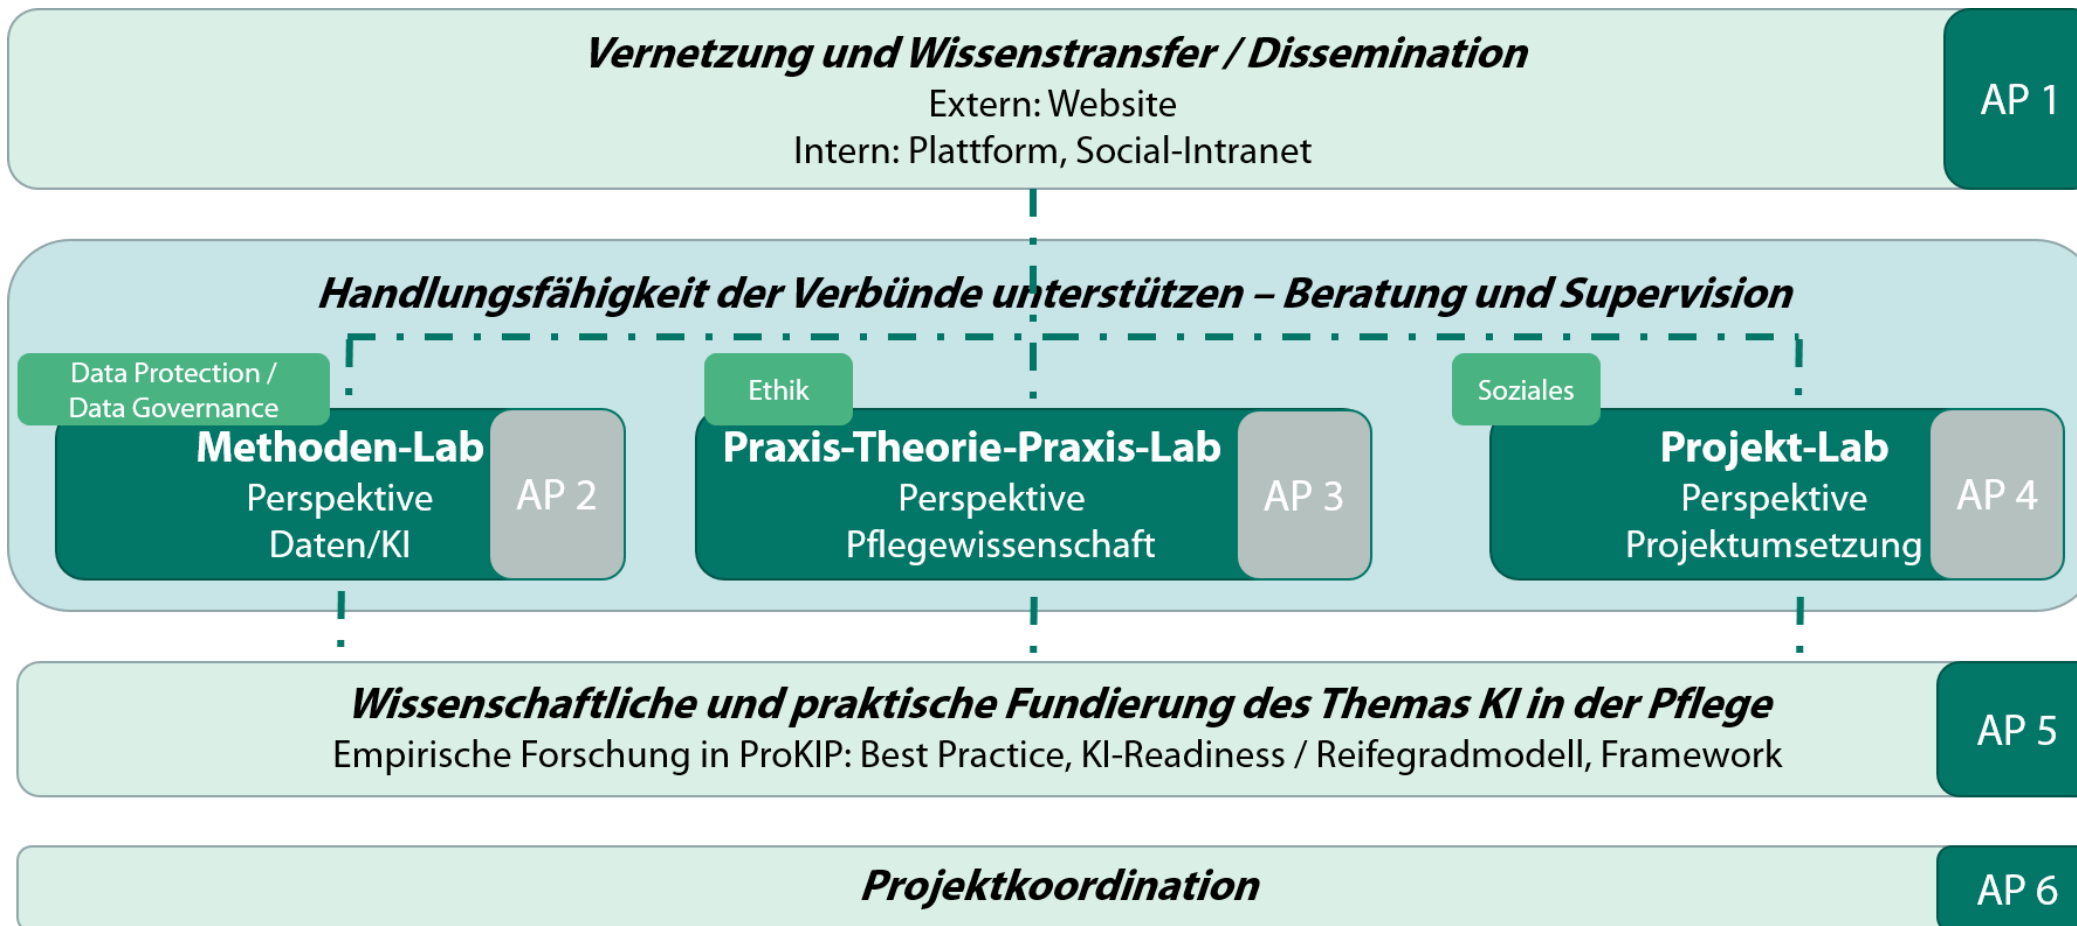 Vernetzung und Wissenstransfer / Dissemination
Extern: Website
Intern: Plattform, Social-Intranet
AP 1
Handlungsfähigkeit der Verbünde unterstützen – Beratung und Supervision
Data Protection /
Data Governance
Methoden-Lab
Perspektive
Daten/KI
AP 2
Ethik
Praxis-Theorie-Praxis-Lab
Perspektive
Pflegewissenschaft
AP 3
Soziales
Projekt-Lab
Perspektive
Projektumsetzung
AP 4
Wissenschaftliche und praktische Fundierung des Themas KI in der Pflege
Empirische Forschung in ProKIP: Best Practice, KI-Readiness / Reifegradmodell, Framework
AP 5
Projektkoordination
AP 6